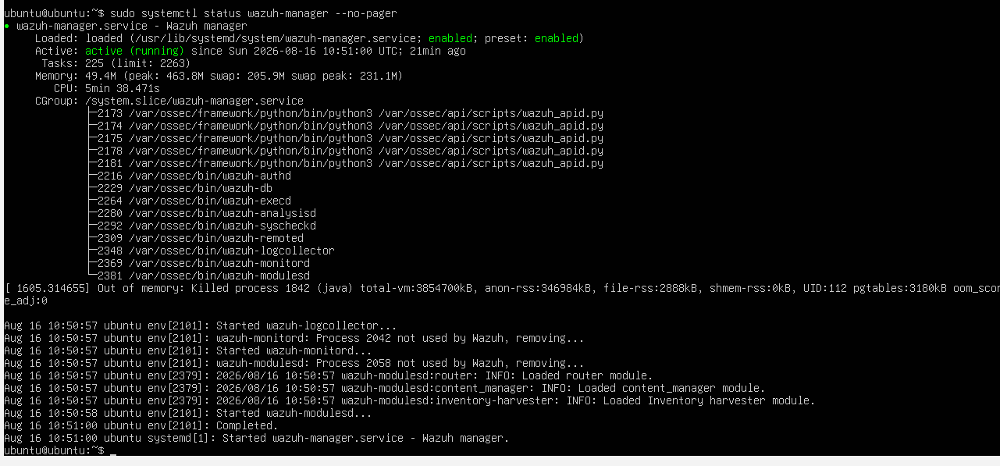 ubuntu@ubuntu:~$ sudo systemctl status wazuh-manager --no-pager
● wazuh-manager.service - Wazuh manager
     Loaded: loaded (/usr/lib/systemd/system/wazuh-manager.service; enabled; preset: enabled)
     Active: active (running) since Sun 2026-08-16 10:51:00 UTC; 21min ago
      Tasks: 225 (limit: 2263)
     Memory: 49.4M (peak: 463.8M swap: 205.9M swap peak: 231.1M)
        CPU: 5min 38.471s
     CGroup: /system.slice/wazuh-manager.service
             ├─2173 /var/ossec/framework/python/bin/python3 /var/ossec/api/scripts/wazuh_apid.py
             ├─2174 /var/ossec/framework/python/bin/python3 /var/ossec/api/scripts/wazuh_apid.py
             ├─2175 /var/ossec/framework/python/bin/python3 /var/ossec/api/scripts/wazuh_apid.py
             ├─2178 /var/ossec/framework/python/bin/python3 /var/ossec/api/scripts/wazuh_apid.py
             ├─2181 /var/ossec/framework/python/bin/python3 /var/ossec/api/scripts/wazuh_apid.py
             ├─2216 /var/ossec/bin/wazuh-authd
             ├─2229 /var/ossec/bin/wazuh-db
             ├─2264 /var/ossec/bin/wazuh-execd
             ├─2280 /var/ossec/bin/wazuh-analysisd
             ├─2292 /var/ossec/bin/wazuh-syscheckd
             ├─2309 /var/ossec/bin/wazuh-remoted
             ├─2348 /var/ossec/bin/wazuh-logcollector
             ├─2369 /var/ossec/bin/wazuh-monitord
             └─2381 /var/ossec/bin/wazuh-modulesd
[ 1605.314655] Out of memory: Killed process 1842 (java) total-vm:3854700kB, anon-rss:346984kB, file-rss:2888kB, shmem-rss:0kB, UID:112 pgtables:3180kB oom_scor
e_adj:0
Aug 16 10:50:57 ubuntu env[2101]: Started wazuh-logcollector...
Aug 16 10:50:57 ubuntu env[2101]: wazuh-monitord: Process 2042 not used by Wazuh, removing...
Aug 16 10:50:57 ubuntu env[2101]: Started wazuh-monitord...
Aug 16 10:50:57 ubuntu env[2101]: wazuh-modulesd: Process 2058 not used by Wazuh, removing...
Aug 16 10:50:57 ubuntu env[2379]: 2026/08/16 10:50:57 wazuh-modulesd:router: INFO: Loaded router module.
Aug 16 10:50:57 ubuntu env[2379]: 2026/08/16 10:50:57 wazuh-modulesd:content_manager: INFO: Loaded content_manager module.
Aug 16 10:50:57 ubuntu env[2379]: 2026/08/16 10:50:57 wazuh-modulesd:inventory-harvester: INFO: Loaded Inventory harvester module.
Aug 16 10:50:58 ubuntu env[2101]: Started wazuh-modulesd...
Aug 16 10:51:00 ubuntu env[2101]: Completed.
Aug 16 10:51:00 ubuntu systemd[1]: Started wazuh-manager.service - Wazuh manager.
ubuntu@ubuntu:~$ _